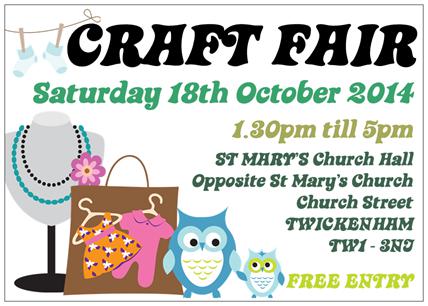 CRAFT FAIR
Saturday 18th October 2014
1.30pm till 5pm
ST MARY'S Church Hall
Opposite St Mary's Church
Church Street
TWICKENHAM
TW1 - 3NJ
FREE ENTRY